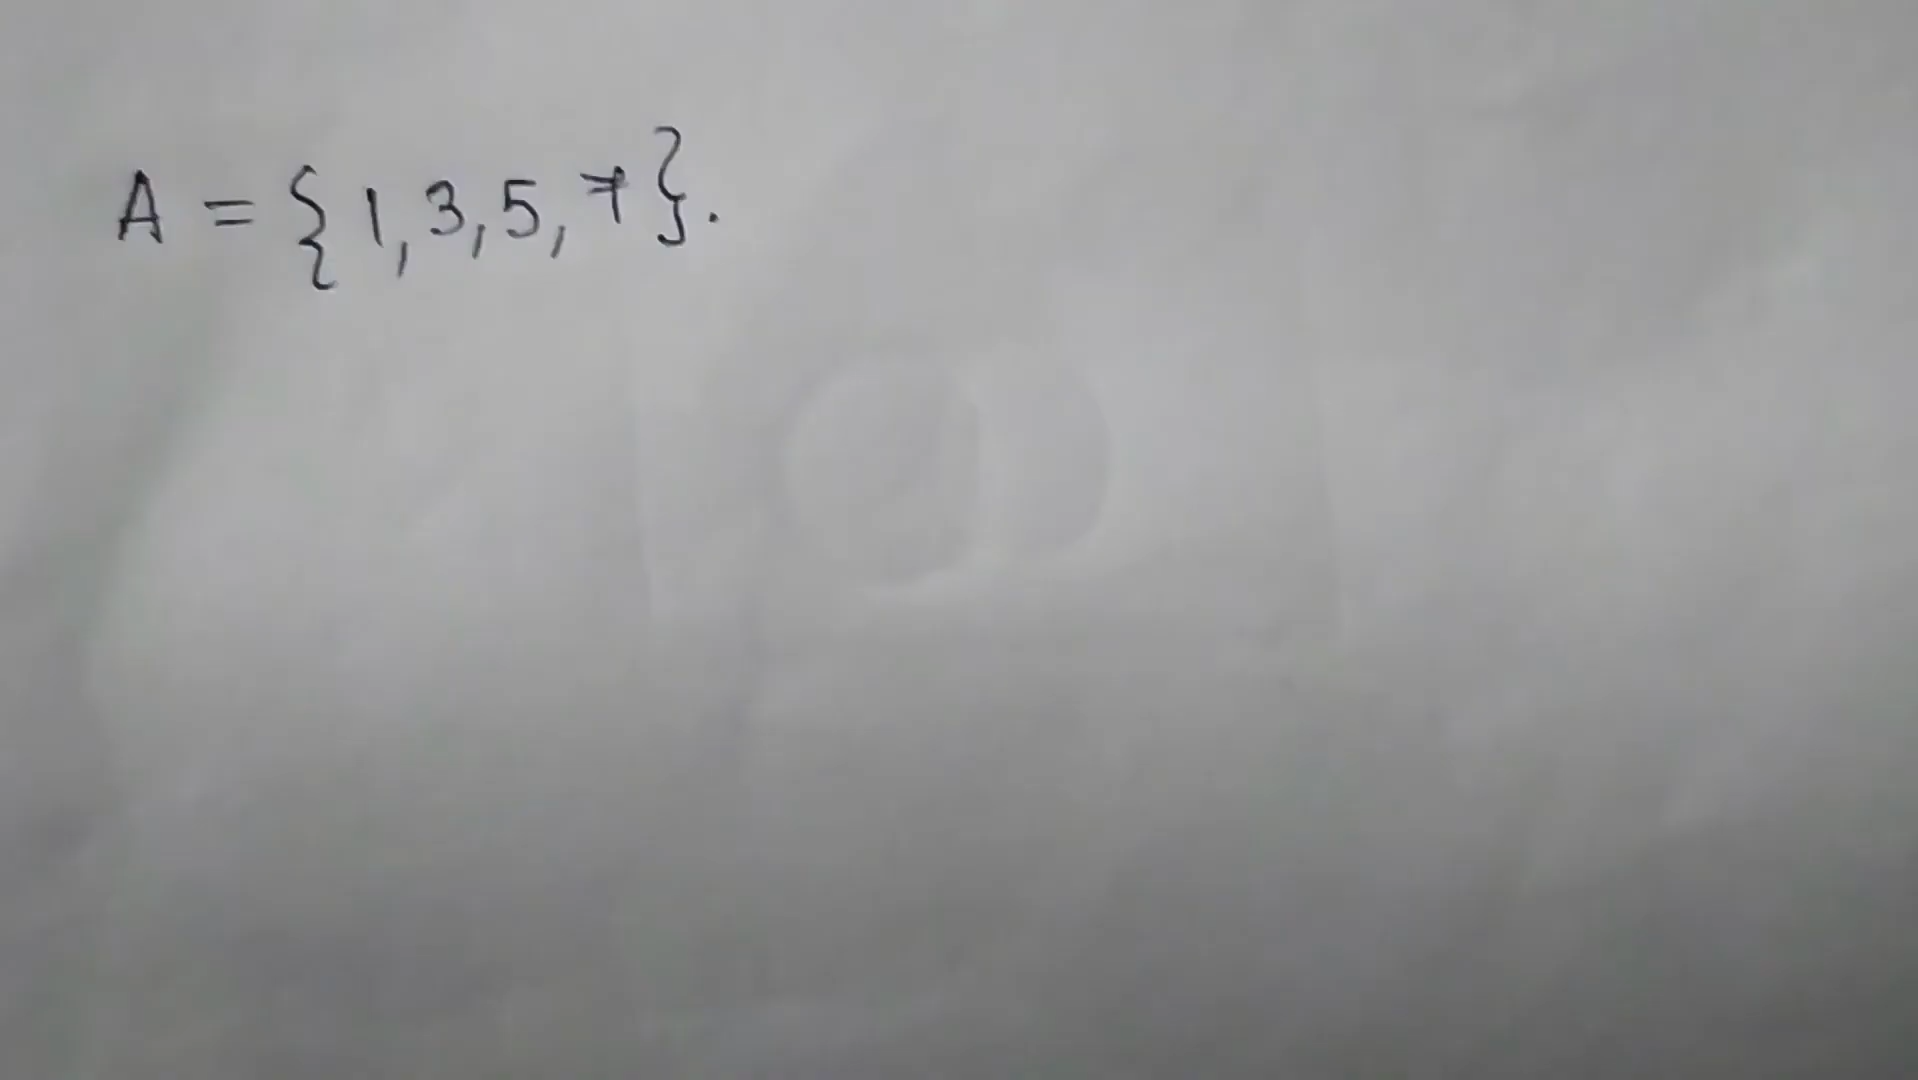 A = {1, 3, 5, 7}.